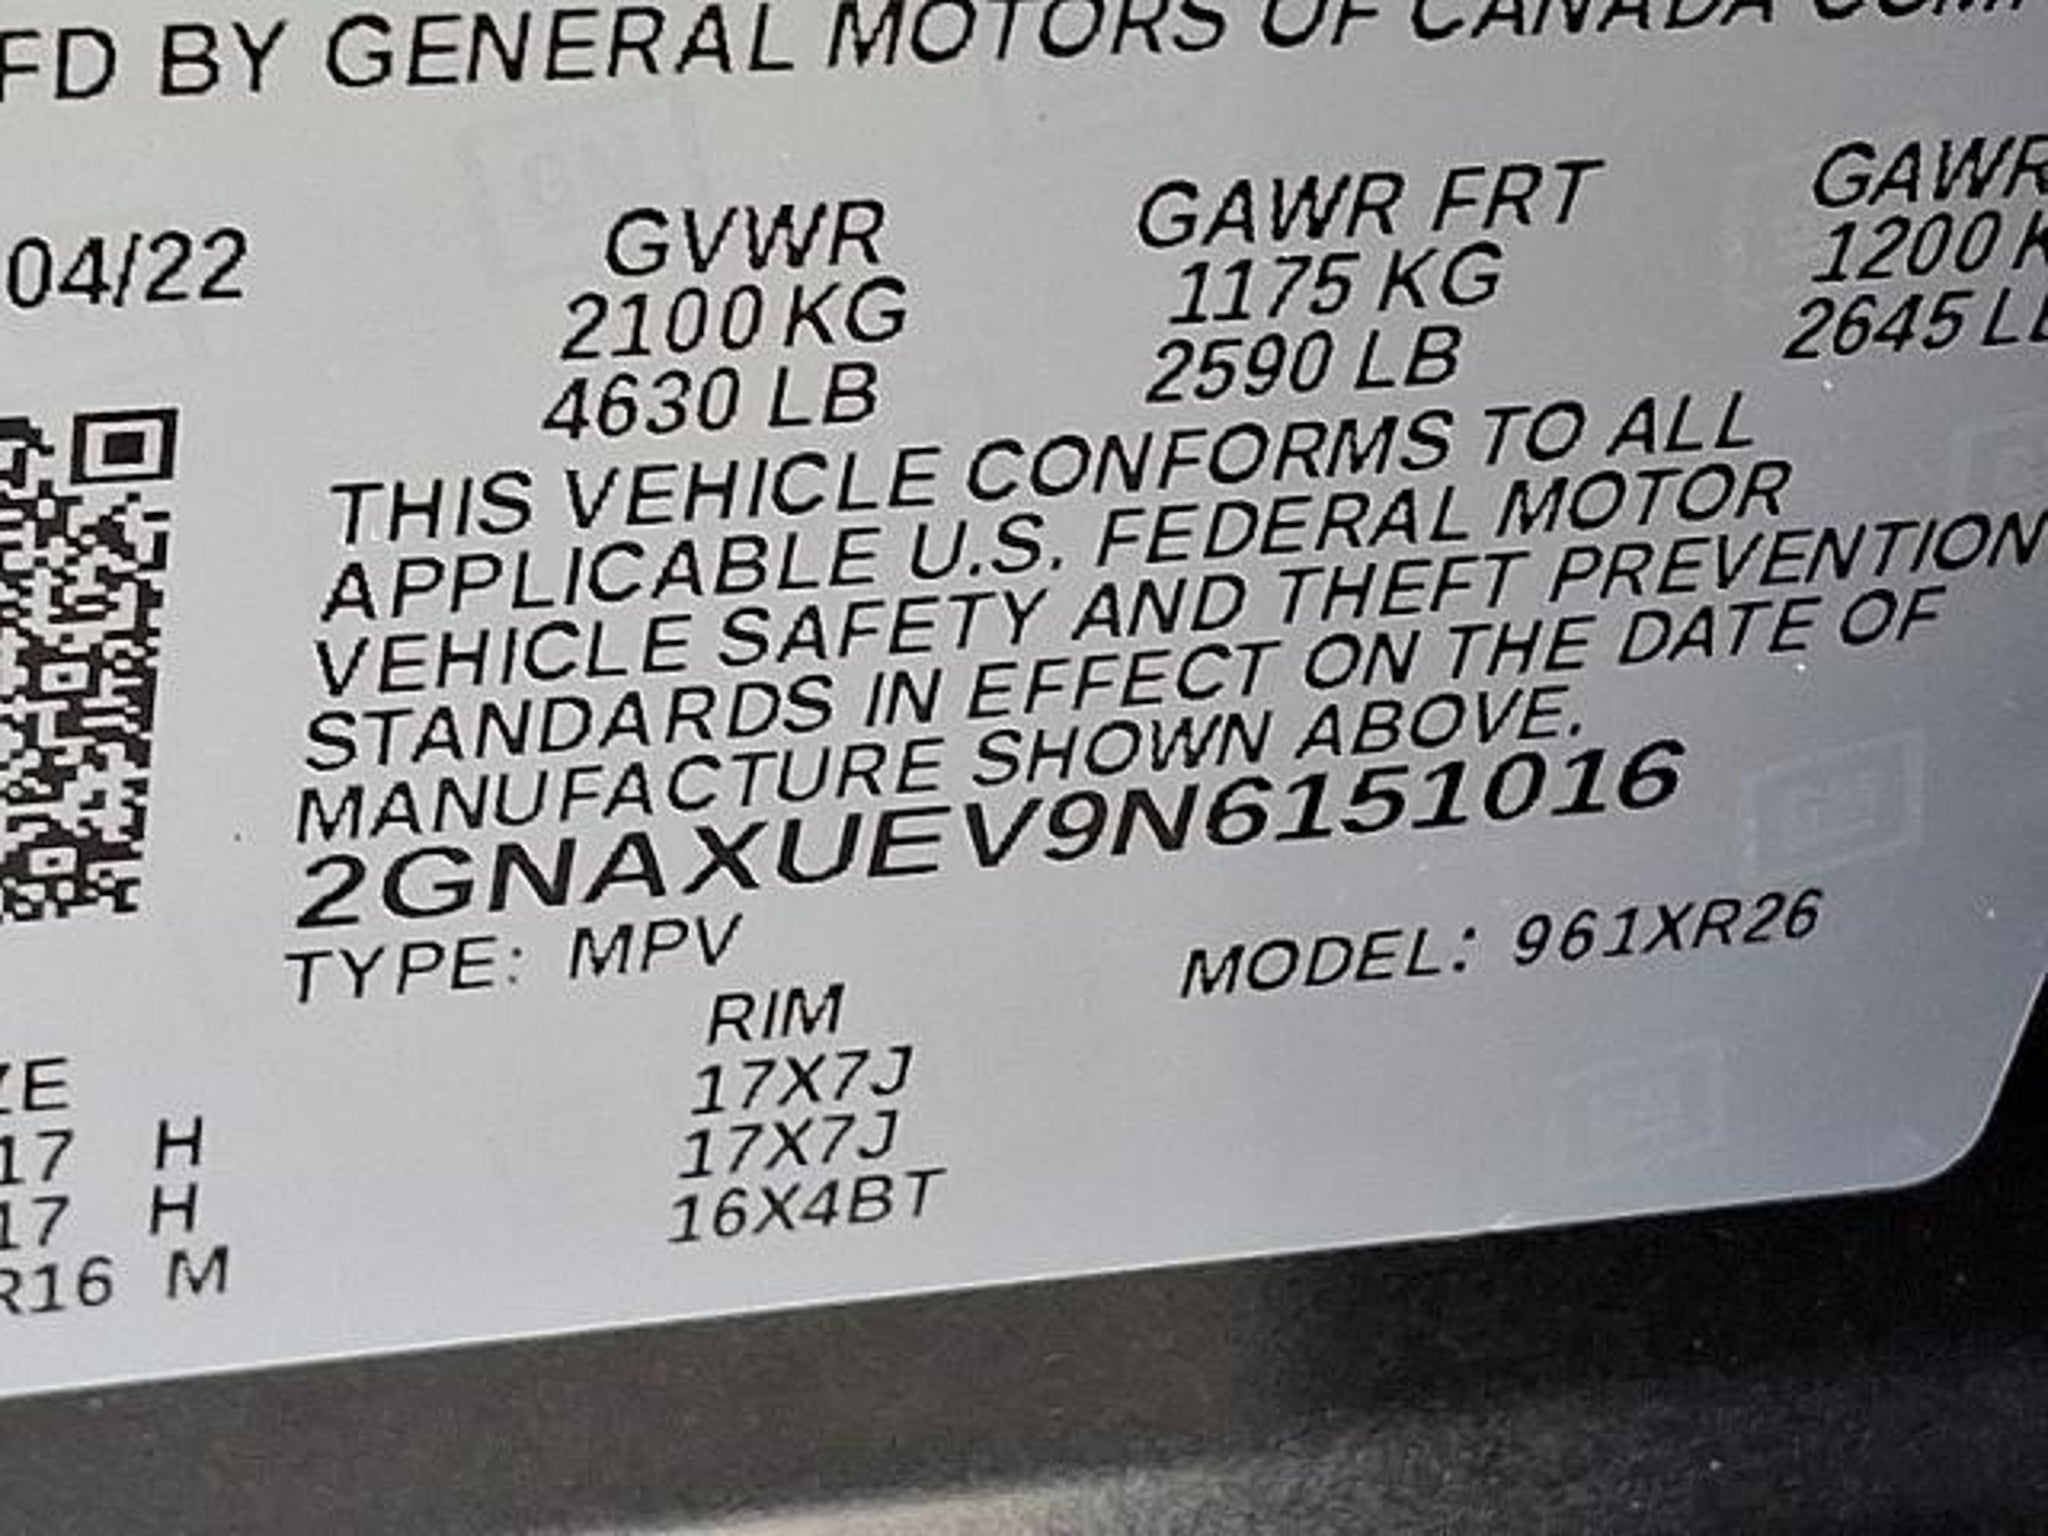 FD BY GENERAL MOTORS OF CANADA COMP
04/22 GVWR GAWR FRT GAWR
2100 KG 1175 KG 1200 K
4630 LB 2590 LB 2645 LB
THIS VEHICLE CONFORMS TO ALL
APPLICABLE U.S. FEDERAL MOTOR
VEHICLE SAFETY AND THEFT PREVENTION
STANDARDS IN EFFECT ON THE DATE OF
MANUFACTURE SHOWN ABOVE.
2GNAXUEV9N6151016
TYPE: MPV MODEL: 961XR26
ZE RIM
17 H 17X7J
17 H 17X7J
R16 M 16X4BT